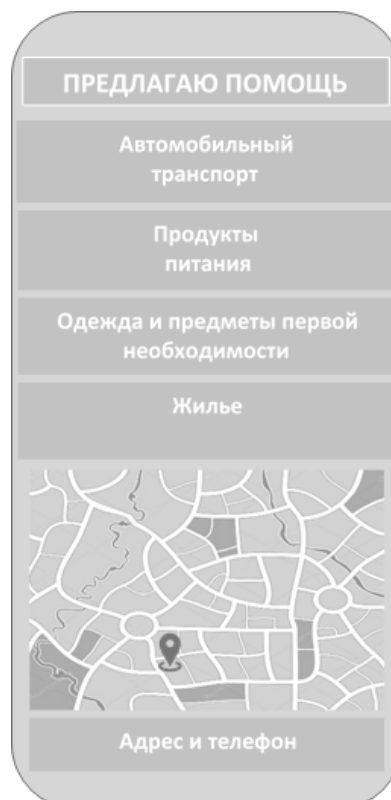 ПРЕДЛАГАЮ ПОМОЩЬ
Автомобильный
транспорт
Продукты
питания
Одежда и предметы первой
необходимости
Жилье
Адрес и телефон